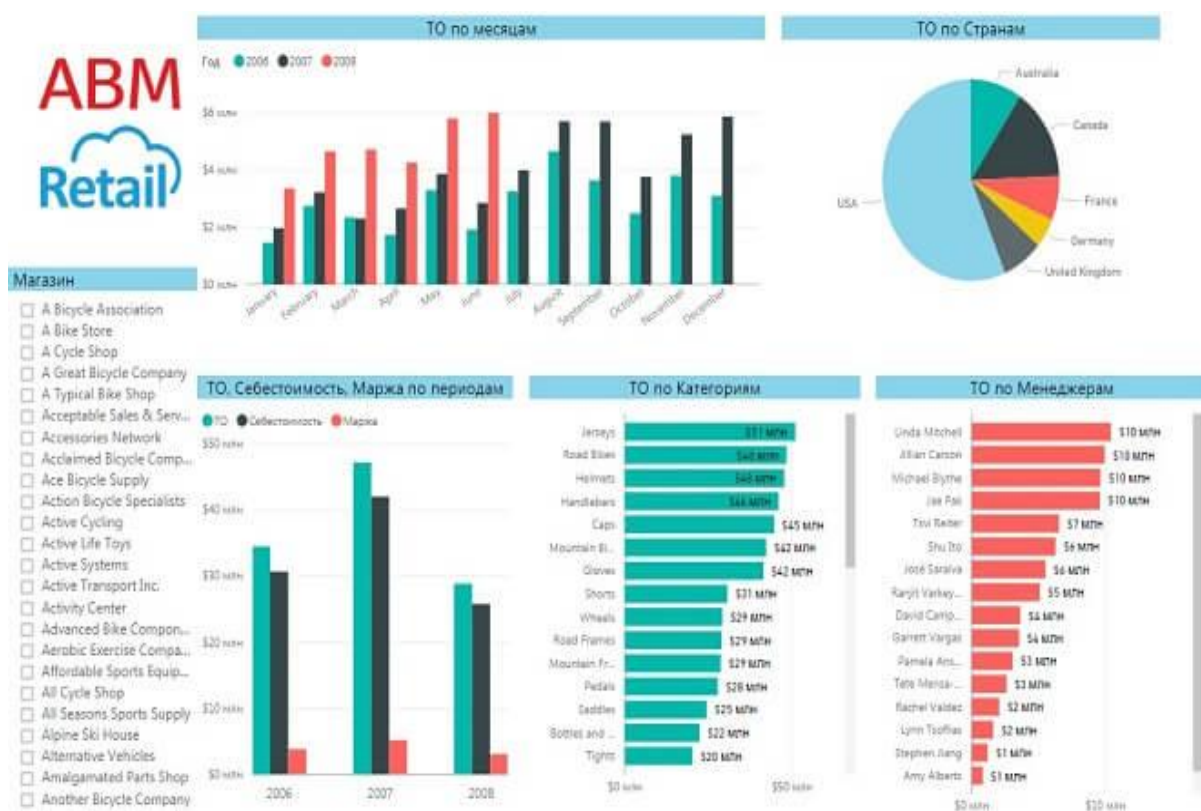 ABM
Retail
ТО по месяцам
Год 2006 2007 2008
$6 млн
$4 млн
$2 млн
$0 млн
January
February
March
April
May
June
July
August
September
October
November
December
ТО по Странам
Australia
Canada
France
Germany
United Kingdom
USA
Магазин
A Bicycle Association
A Bike Store
A Cycle Shop
A Great Bicycle Company
A Typical Bike Shop
Acceptable Sales & Serv...
Accessories Network
Acclaimed Bicycle Comp...
Ace Bicycle Supply
Action Bicycle Specialists
Active Cycling
Active Life Toys
Active Systems
Active Transport Inc.
Activity Center
Advanced Bike Compon...
Aerobic Exercise Compa...
Affordable Sports Equip...
All Cycle Shop
All Seasons Sports Supply
Alpine Ski House
Alternative Vehicles
Amalgamated Parts Shop
Another Bicycle Company
ТО, Себестоимость, Маржа по периодам
ТО Себестоимость Маржа
$50 млн
$40 млн
$30 млн
$20 млн
$10 млн
$0 млн
2006
2007
2008
ТО по Категориям
Jerseys $51 млн
Road Bikes $48 млн
Helmets $48 млн
Handlebars $46 млн
Caps $45 млн
Mountain Bi... $42 млн
Gloves $42 млн
Shorts $31 млн
Wheels $29 млн
Road Frames $29 млн
Mountain Fr... $29 млн
Pedals $28 млн
Saddles $25 млн
Bottles and ... $22 млн
Tights $20 млн
$0 млн $50 млн
ТО по Менеджерам
Linda Mitchell $10 млн
Jillian Carson $10 млн
Michael Blythe $10 млн
Jae Pak $10 млн
Tsvi Reiter $7 млн
Shu Ito $6 млн
José Saraiva $6 млн
Ranjit Varkey... $5 млн
David Camp... $4 млн
Garrett Vargas $4 млн
Pamela Ans... $3 млн
Tete Mensa-... $3 млн
Rachel Valdez $2 млн
Lynn Tsoflias $2 млн
Stephen Jiang $1 млн
Amy Alberts $1 млн
$0 млн $10 млн